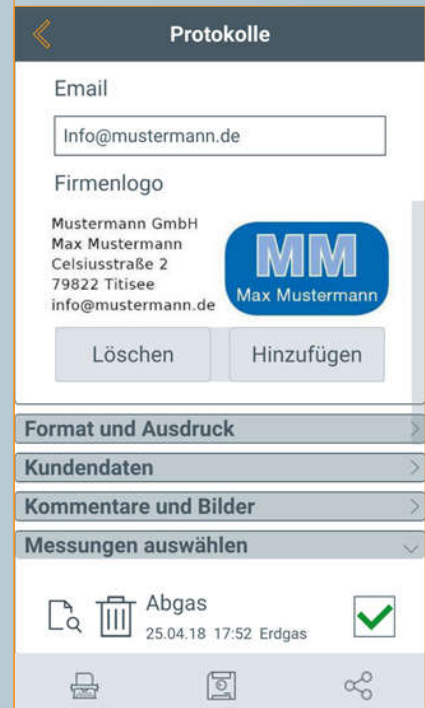 Protokolle
Email
Info@mustermann.de
Firmenlogo
Mustermann GmbH
Max Mustermann
Celsiusstraße 2
79822 Titisee
info@mustermann.de
MM
Max Mustermann
Löschen
Hinzufügen
Format und Ausdruck
Kundendaten
Kommentare und Bilder
Messungen auswählen
Abgas
25.04.18 17:52 Erdgas